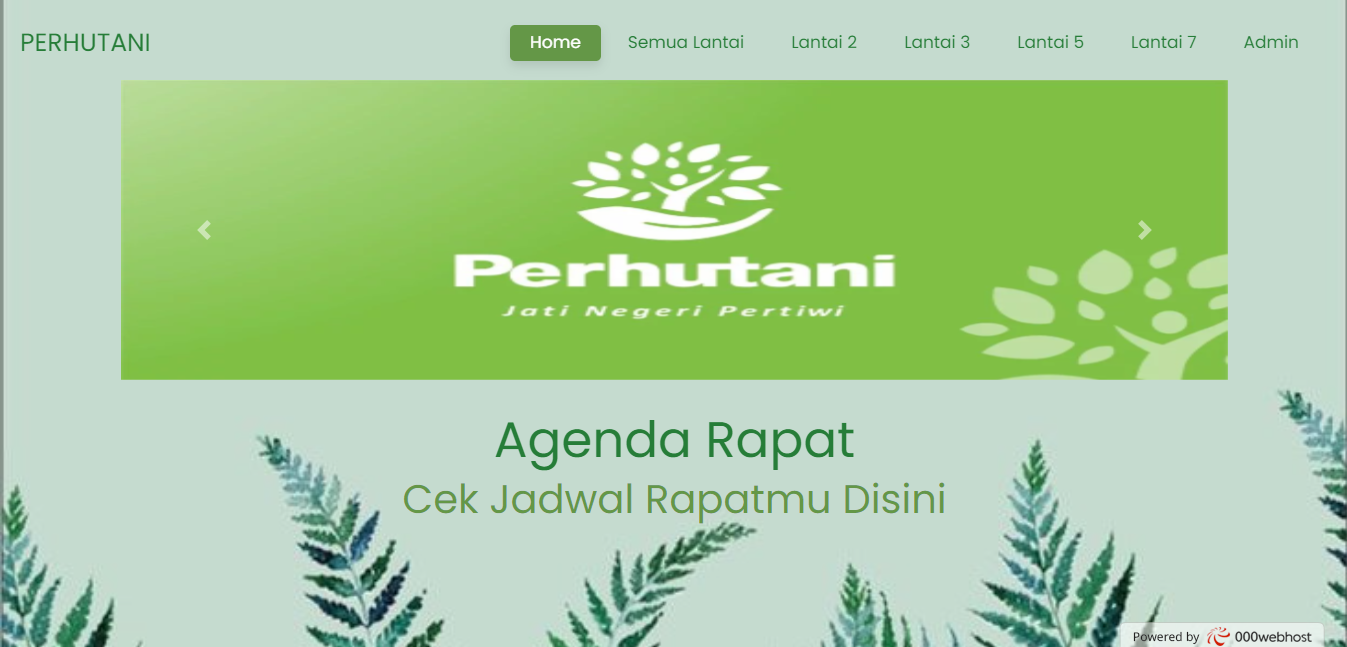 PERHUTANI
Home Semua Lantai Lantai 2 Lantai 3 Lantai 5 Lantai 7 Admin
Perhutani
Jati Negeri Pertiwi
Agenda Rapat
Cek Jadwal Rapatmu Disini
Powered by 000webhost